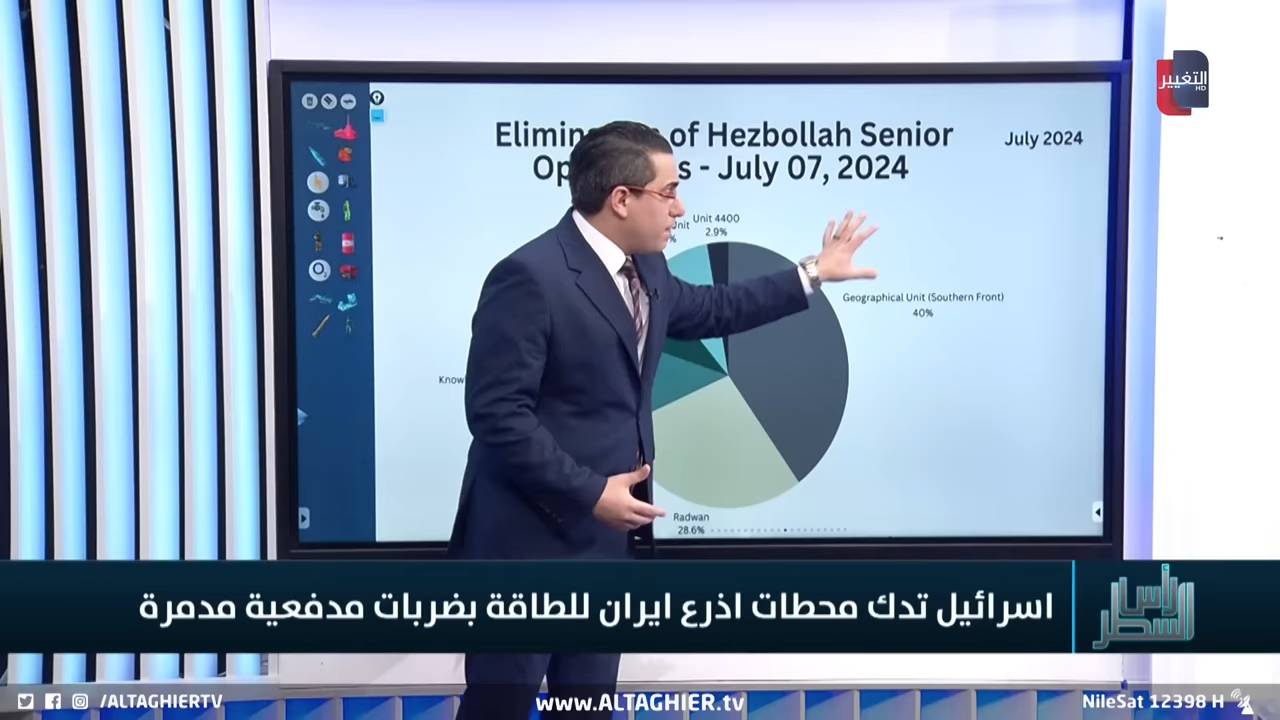 التغيير
HD
of Hezbollah Senior
July 2024
- July 07, 2024
Unit 4400
2.9%
Geographical Unit (Southern Front)
40%
Radwan
28.6%
رأس
السطر
اسرائيل تدك محطات اذرع ايران للطاقة بضربات مدفعية مدمرة
/ALTAGHIERTV
www.ALTAGHIER.tv
NileSat 12398 H